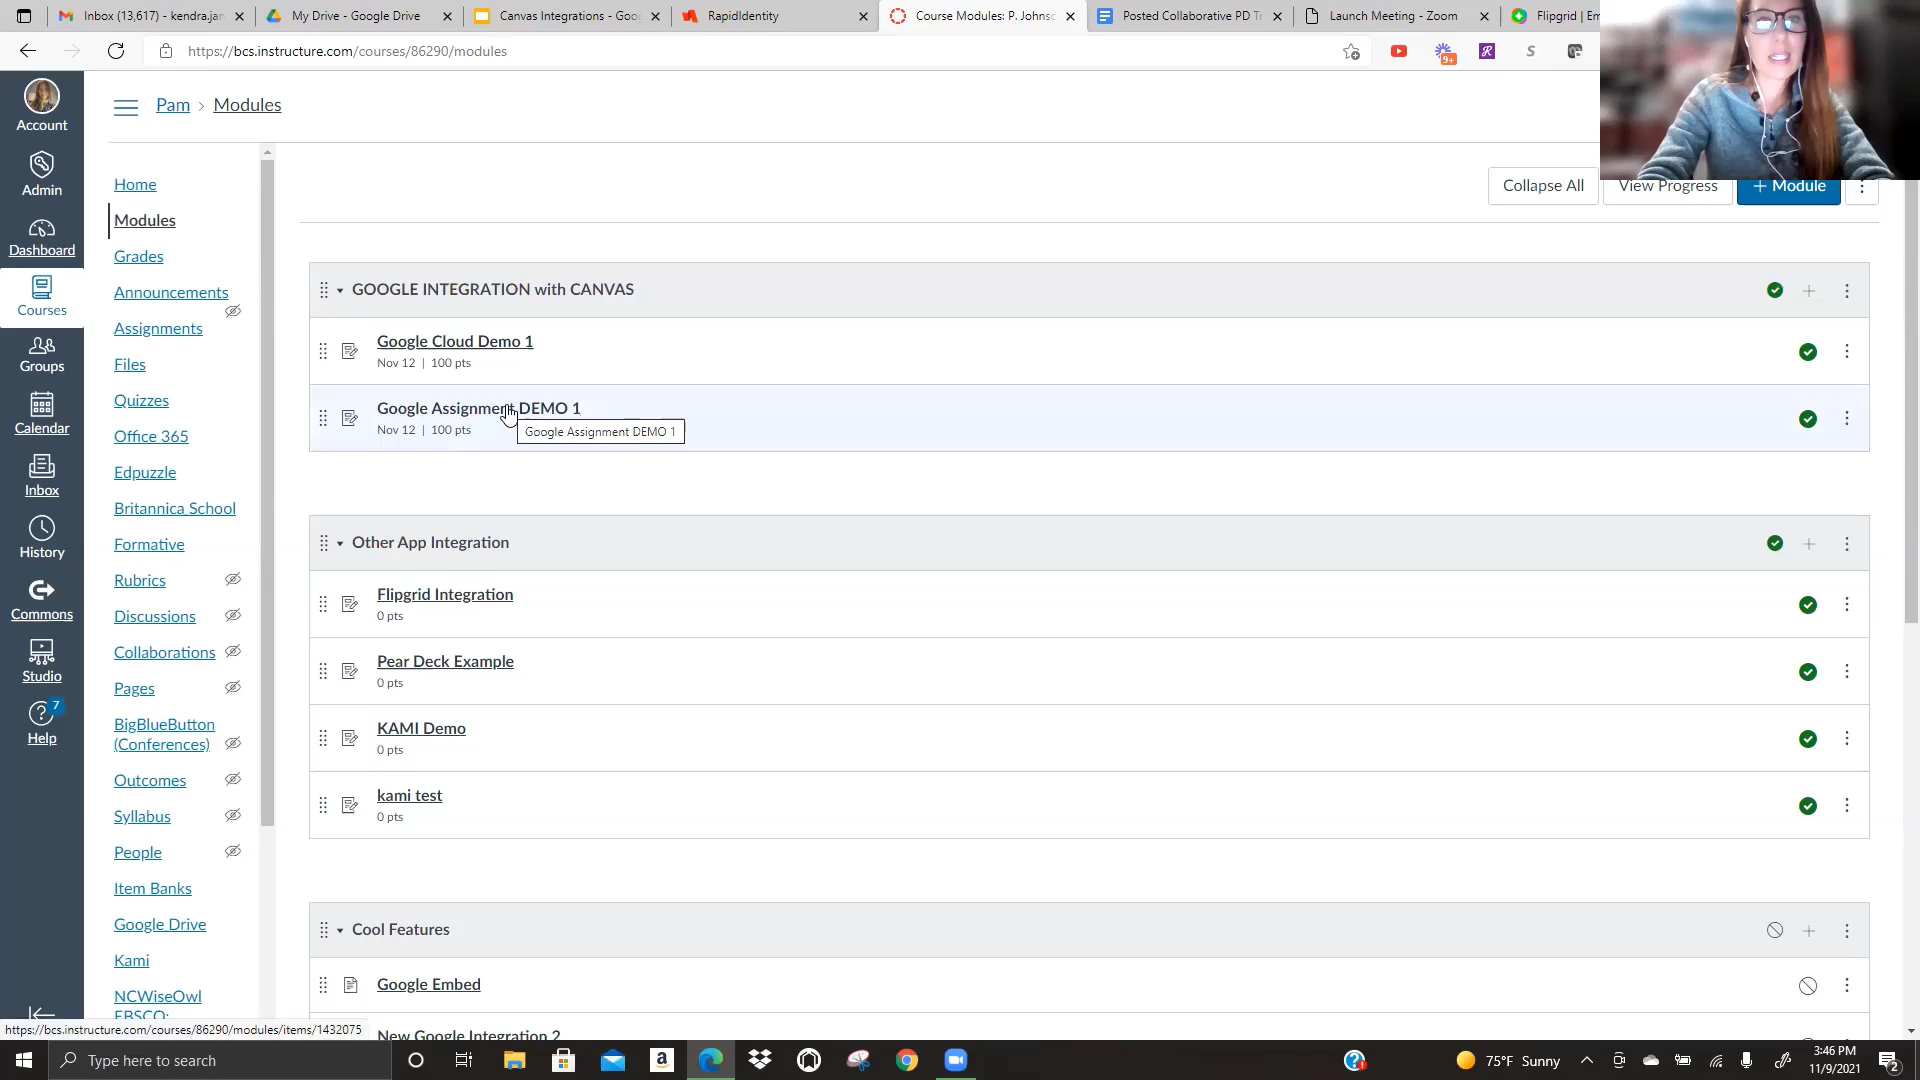 Inbox (13,617) - kendra.jar
My Drive - Google Drive
Canvas Integrations - Goo
RapidIdentity
Course Modules: P. Johnso
Posted Collaborative PD Tr
Launch Meeting - Zoom
Flipgrid | Em
https://bcs.instructure.com/courses/86290/modules
9+
Account
Admin
Dashboard
Courses
Groups
Calendar
Inbox
History
Commons
Studio
7
Help
Pam > Modules
Home
Modules
Grades
Announcements
Assignments
Files
Quizzes
Office 365
Edpuzzle
Britannica School
Formative
Rubrics
Discussions
Collaborations
Pages
BigBlueButton
(Conferences)
Outcomes
Syllabus
People
Item Banks
Google Drive
Kami
NCWiseOwl
EBSCO:
Collapse All
View Progress
+ Module
GOOGLE INTEGRATION with CANVAS
Google Cloud Demo 1
Nov 12 | 100 pts
Google Assignment DEMO 1
Nov 12 | 100 pts
Google Assignment DEMO 1
Other App Integration
Flipgrid Integration
0 pts
Pear Deck Example
0 pts
KAMI Demo
0 pts
kami test
0 pts
Cool Features
Google Embed
New Google Integration 2
https://bcs.instructure.com/courses/86290/modules/items/1432075
Type here to search
75°F Sunny
3:46 PM
11/9/2021
2